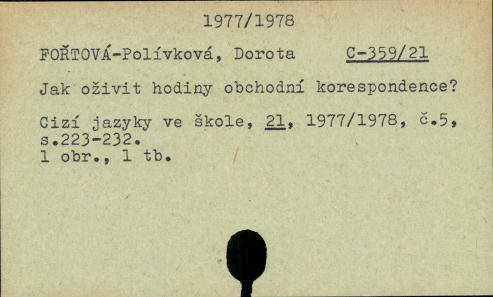 1977/1978
FOŘTOVÁ-Polívková, Dorota C-359/21
Jak oživit hodiny obchodní korespondence?
Cizí jazyky ve škole, 21, 1977/1978, č.5,
s.223-232.
1 obr., 1 tb.